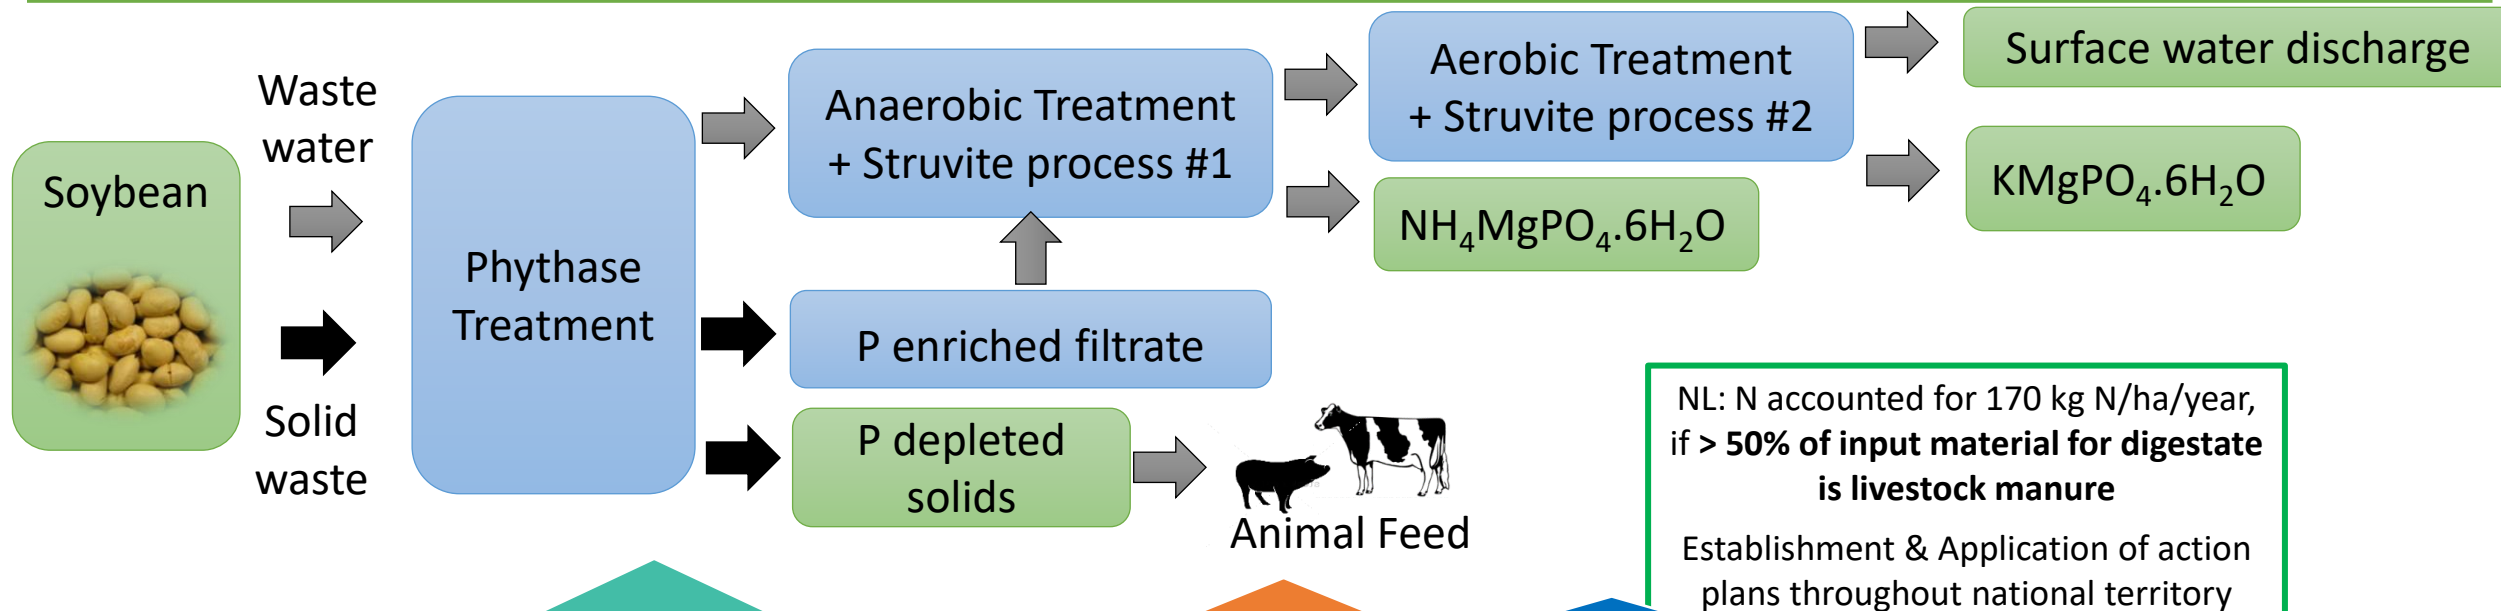 Soybean
Waste
water
Solid
waste
Phythase
Treatment
Anaerobic Treatment
+ Struvite process #1
P enriched filtrate
P depleted
solids
Animal Feed
Aerobic Treatment
+ Struvite process #2
NH₄MgPO₄.6H₂O
Surface water discharge
KMgPO₄.6H₂O
NL: N accounted for 170 kg N/ha/year,
if > 50% of input material for digestate
is livestock manure
Establishment & Application of action
plans throughout national territory